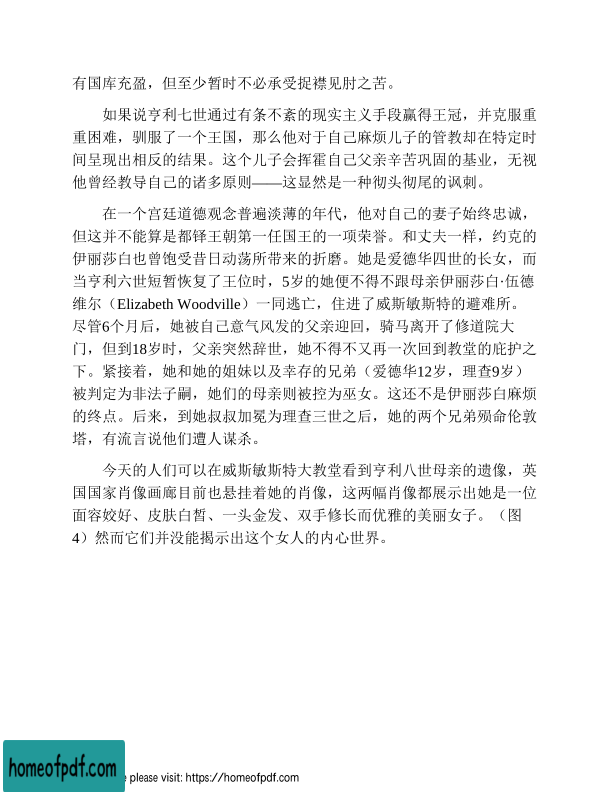 有国库充盈，但至少暂时不必承受捉襟见肘之苦。
如果说亨利七世通过有条不紊的现实主义手段赢得王冠，并克服重
重困难，驯服了一个王国，那么他对于自己麻烦儿子的管教却在特定时
间呈现出相反的结果。这个儿子会挥霍自己父亲辛苦巩固的基业，无视
他曾经教导自己的诸多原则——这显然是一种彻头彻尾的讽刺。
在一个宫廷道德观念普遍淡薄的年代，他对自己的妻子始终忠诚，
但这并不能算是都铎王朝第一任国王的一项荣誉。和丈夫一样，约克的
伊丽莎白也曾饱受昔日动荡所带来的折磨。她是爱德华四世的长女，而
当亨利六世短暂恢复了王位时，5岁的她便不得不跟母亲伊丽莎白·伍德
维尔（Elizabeth Woodville）一同逃亡，住进了威斯敏斯特的避难所。
尽管6个月后，她被自己意气风发的父亲迎回，骑马离开了修道院大
门，但到18岁时，父亲突然辞世，她不得不又再一次回到教堂的庇护之
下。紧接着，她和她的姐妹以及幸存的兄弟（爱德华12岁，理查9岁）
被判定为非法子嗣，她们的母亲则被控为巫女。这还不是伊丽莎白麻烦
的终点。后来，到她叔叔加冕为理查三世之后，她的两个兄弟殒命伦敦
塔，有流言说他们遭人谋杀。
今天的人们可以在威斯敏斯特大教堂看到亨利八世母亲的遗像，英
国国家肖像画廊目前也悬挂着她的肖像，这两幅肖像都展示出她是一位
面容姣好、皮肤白皙、一头金发、双手修长而优雅的美丽女子。（图
4）然而它们并没能揭示出这个女人的内心世界。
homeofpdf.com
e please visit: https://homeofpdf.com